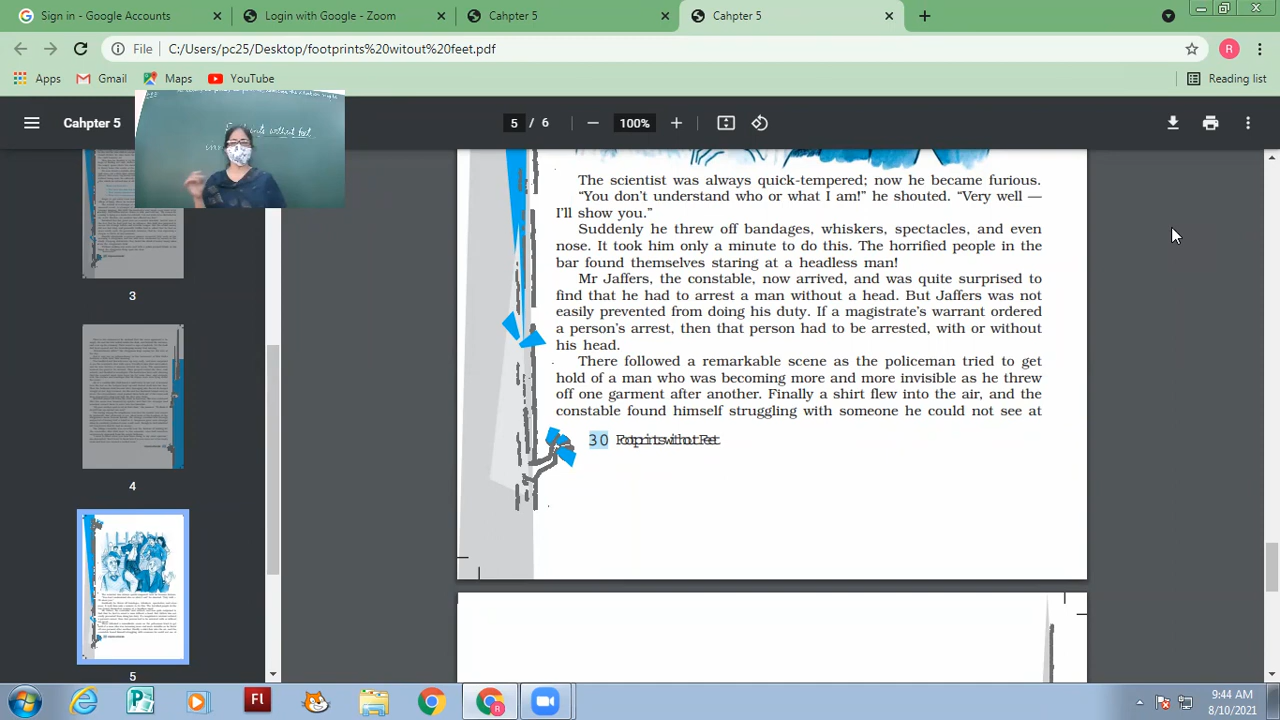 Sign in - Google Accounts
Login with Google - Zoom
Cahpter 5
Cahpter 5
File
C:/Users/pc25/Desktop/footprints%20witout%20feet.pdf
R
Apps
Gmail
Maps
YouTube
Reading list
Cahpter 5
5 / 6
100%
The scientist was always quick-tempered; now he became furious.
“You don’t understand who or what I am!” he shouted. “Very well —
I’ll show you.”
Suddenly he threw off bandages, whiskers, spectacles, and even
nose. It took him only a minute to do this. The horrified people in the
bar found themselves staring at a headless man!
Mr Jaffers, the constable, now arrived, and was quite surprised to
find that he had to arrest a man without a head. But Jaffers was not
easily prevented from doing his duty. If a magistrate’s warrant ordered
a person’s arrest, then that person had to be arrested, with or without
his head.
There followed a remarkable scene as the policeman tried to get
hold of a man who was becoming more and more invisible as he threw
off one garment after another. Finally a shirt flew into the air, and the
constable found himself struggling with someone he could not see at
30
3
4
5
Fl
R
9:44 AM
8/10/2021